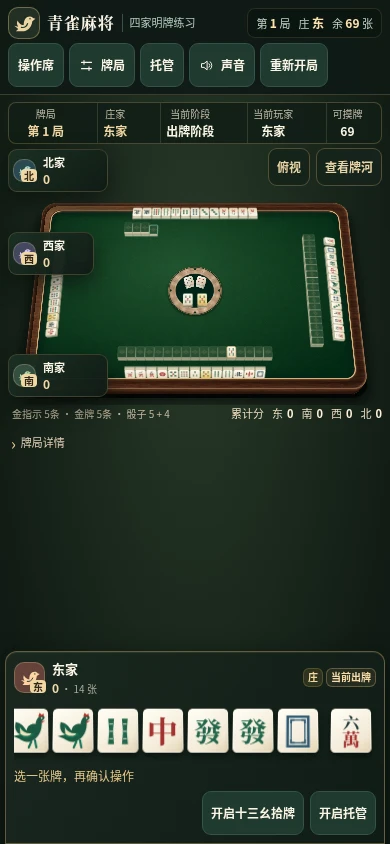 青雀麻将 四家明牌练习 第1局 庄东 余69张
操作席 牌局 托管 声音 重新开局
牌局 庄家 当前阶段 当前玩家 可摸牌
第1局 东家 出牌阶段 东家 69
北家
北 0
俯视 查看牌河
西家
西 0
南家
南 0
金指示 5条 · 金牌 5条 · 骰子 5 + 4 累计分 东 0 南 0 西 0 北 0
› 牌局详情
东家
东 0 · 14 张
庄 当前出牌
中 發 發 六萬
选一张牌，再确认操作
开启十三幺拾牌 开启托管